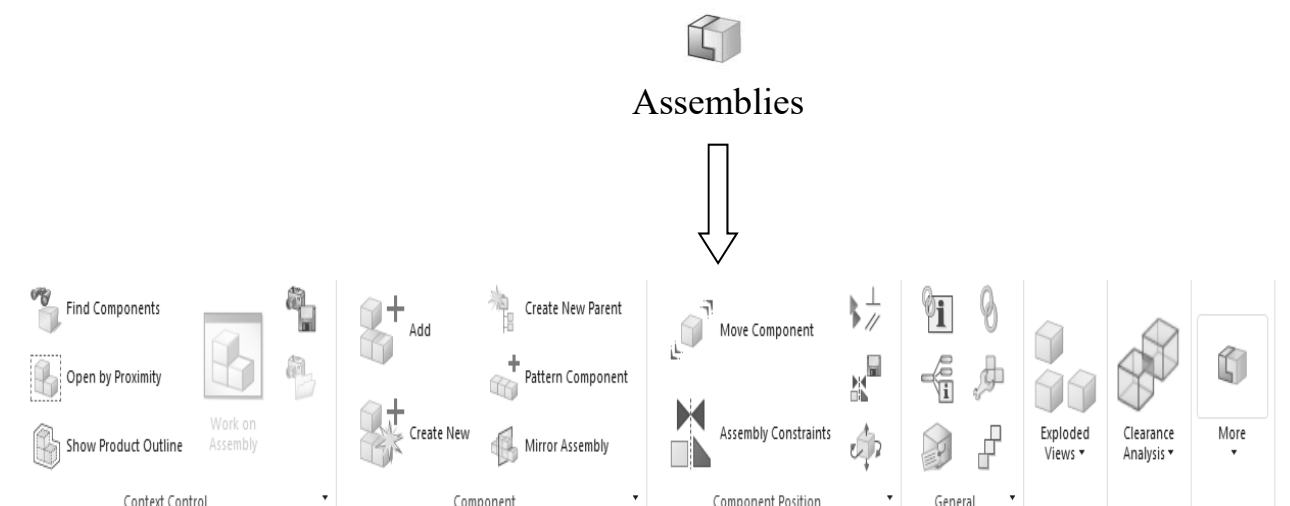 Assemblies
Find Components
Open by Proximity
Show Product Outline
Work on
Assembly
Context Control
Add
Create New
Create New Parent
Pattern Component
Mirror Assembly
Component
Move Component
Assembly Constraints
Component Position
General
Exploded
Views
Clearance
Analysis
More